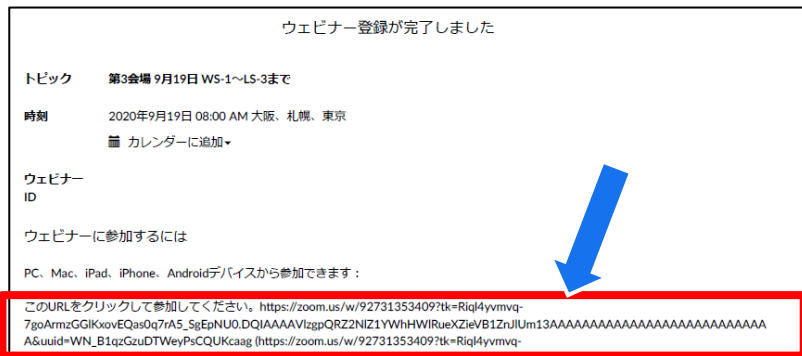 ウェビナー登録が完了しました
トピック 第3会場 9月19日 WS-1～LS-3まで
時刻 2020年9月19日 08:00 AM 大阪、札幌、東京
カレンダーに追加
ウェビナー
ID
ウェビナーに参加するには
PC、Mac、iPad、iPhone、Androidデバイスから参加できます：
このURLをクリックして参加してください。https://zoom.us/w/92731353409?tk=Riql4yvmvq-
7goArmzGGlKxovEQas0q7rA5_SgEpNU0.DQIAAAAVlzgpQRZ2NlZ1YWhHWlRueXZieVB1ZnJlUm13AAAAAAAAAAAAAAAAAAAAAAAAAAA
A&uuid=WN_B1qzGzuDTWeyPsCQUKcaag (https://zoom.us/w/92731353409?tk=Riql4yvmvq-